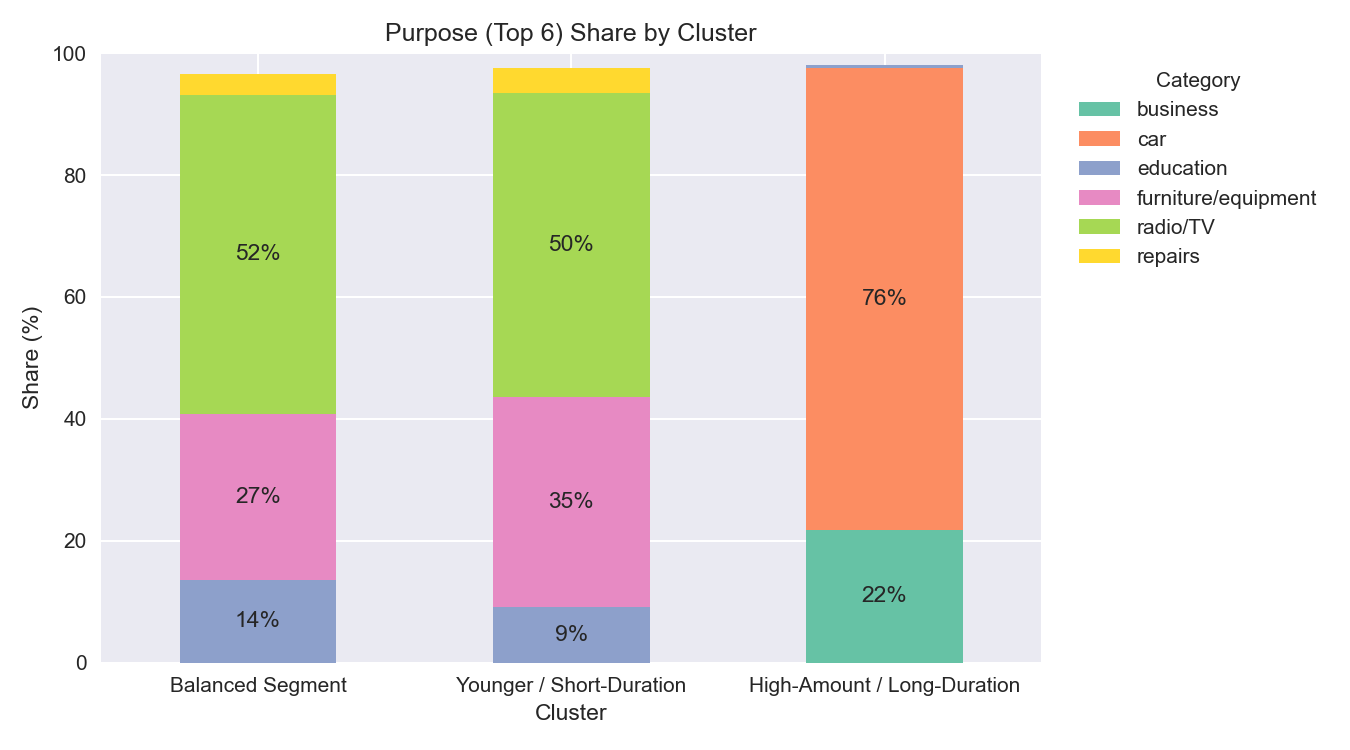 Purpose (Top 6) Share by Cluster
100
80
60
40
20
0
Share (%)
52%
27%
14%
50%
35%
9%
76%
22%
Balanced Segment
Younger / Short-Duration
High-Amount / Long-Duration
Cluster
Category
business
car
education
furniture/equipment
radio/TV
repairs